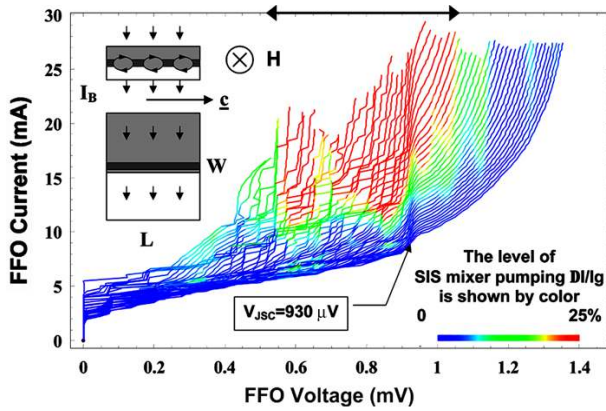 30
25
20
15
10
5
0
FFO Current (mA)
H
I_B
c
W
L
V_JSC=930 μV
The level of
SIS mixer pumping DI/Ig
is shown by color
0 25%
0 0.2 0.4 0.6 0.8 1 1.2 1.4
FFO Voltage (mV)